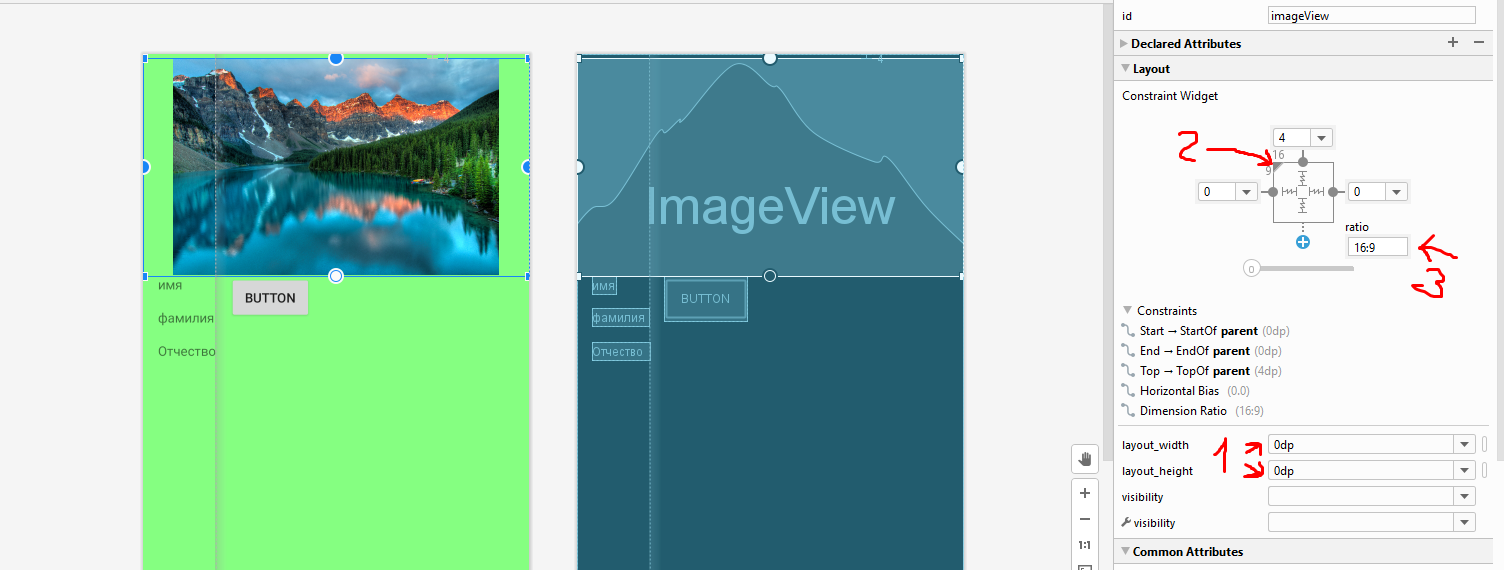 id
imageView
Declared Attributes
Layout
Constraint Widget
4
2
16
9
0
0
ratio
16:9
3
0
Constraints
Start → StartOf parent (0dp)
End → EndOf parent (0dp)
Top → TopOf parent (4dp)
Horizontal Bias (0.0)
Dimension Ratio (16:9)
layout_width
1
0dp
layout_height
0dp
visibility
visibility
Common Attributes
4
ImageView
имя
BUTTON
фамилия
Отчество
имя
BUTTON
фамилия
Отчество
1:1